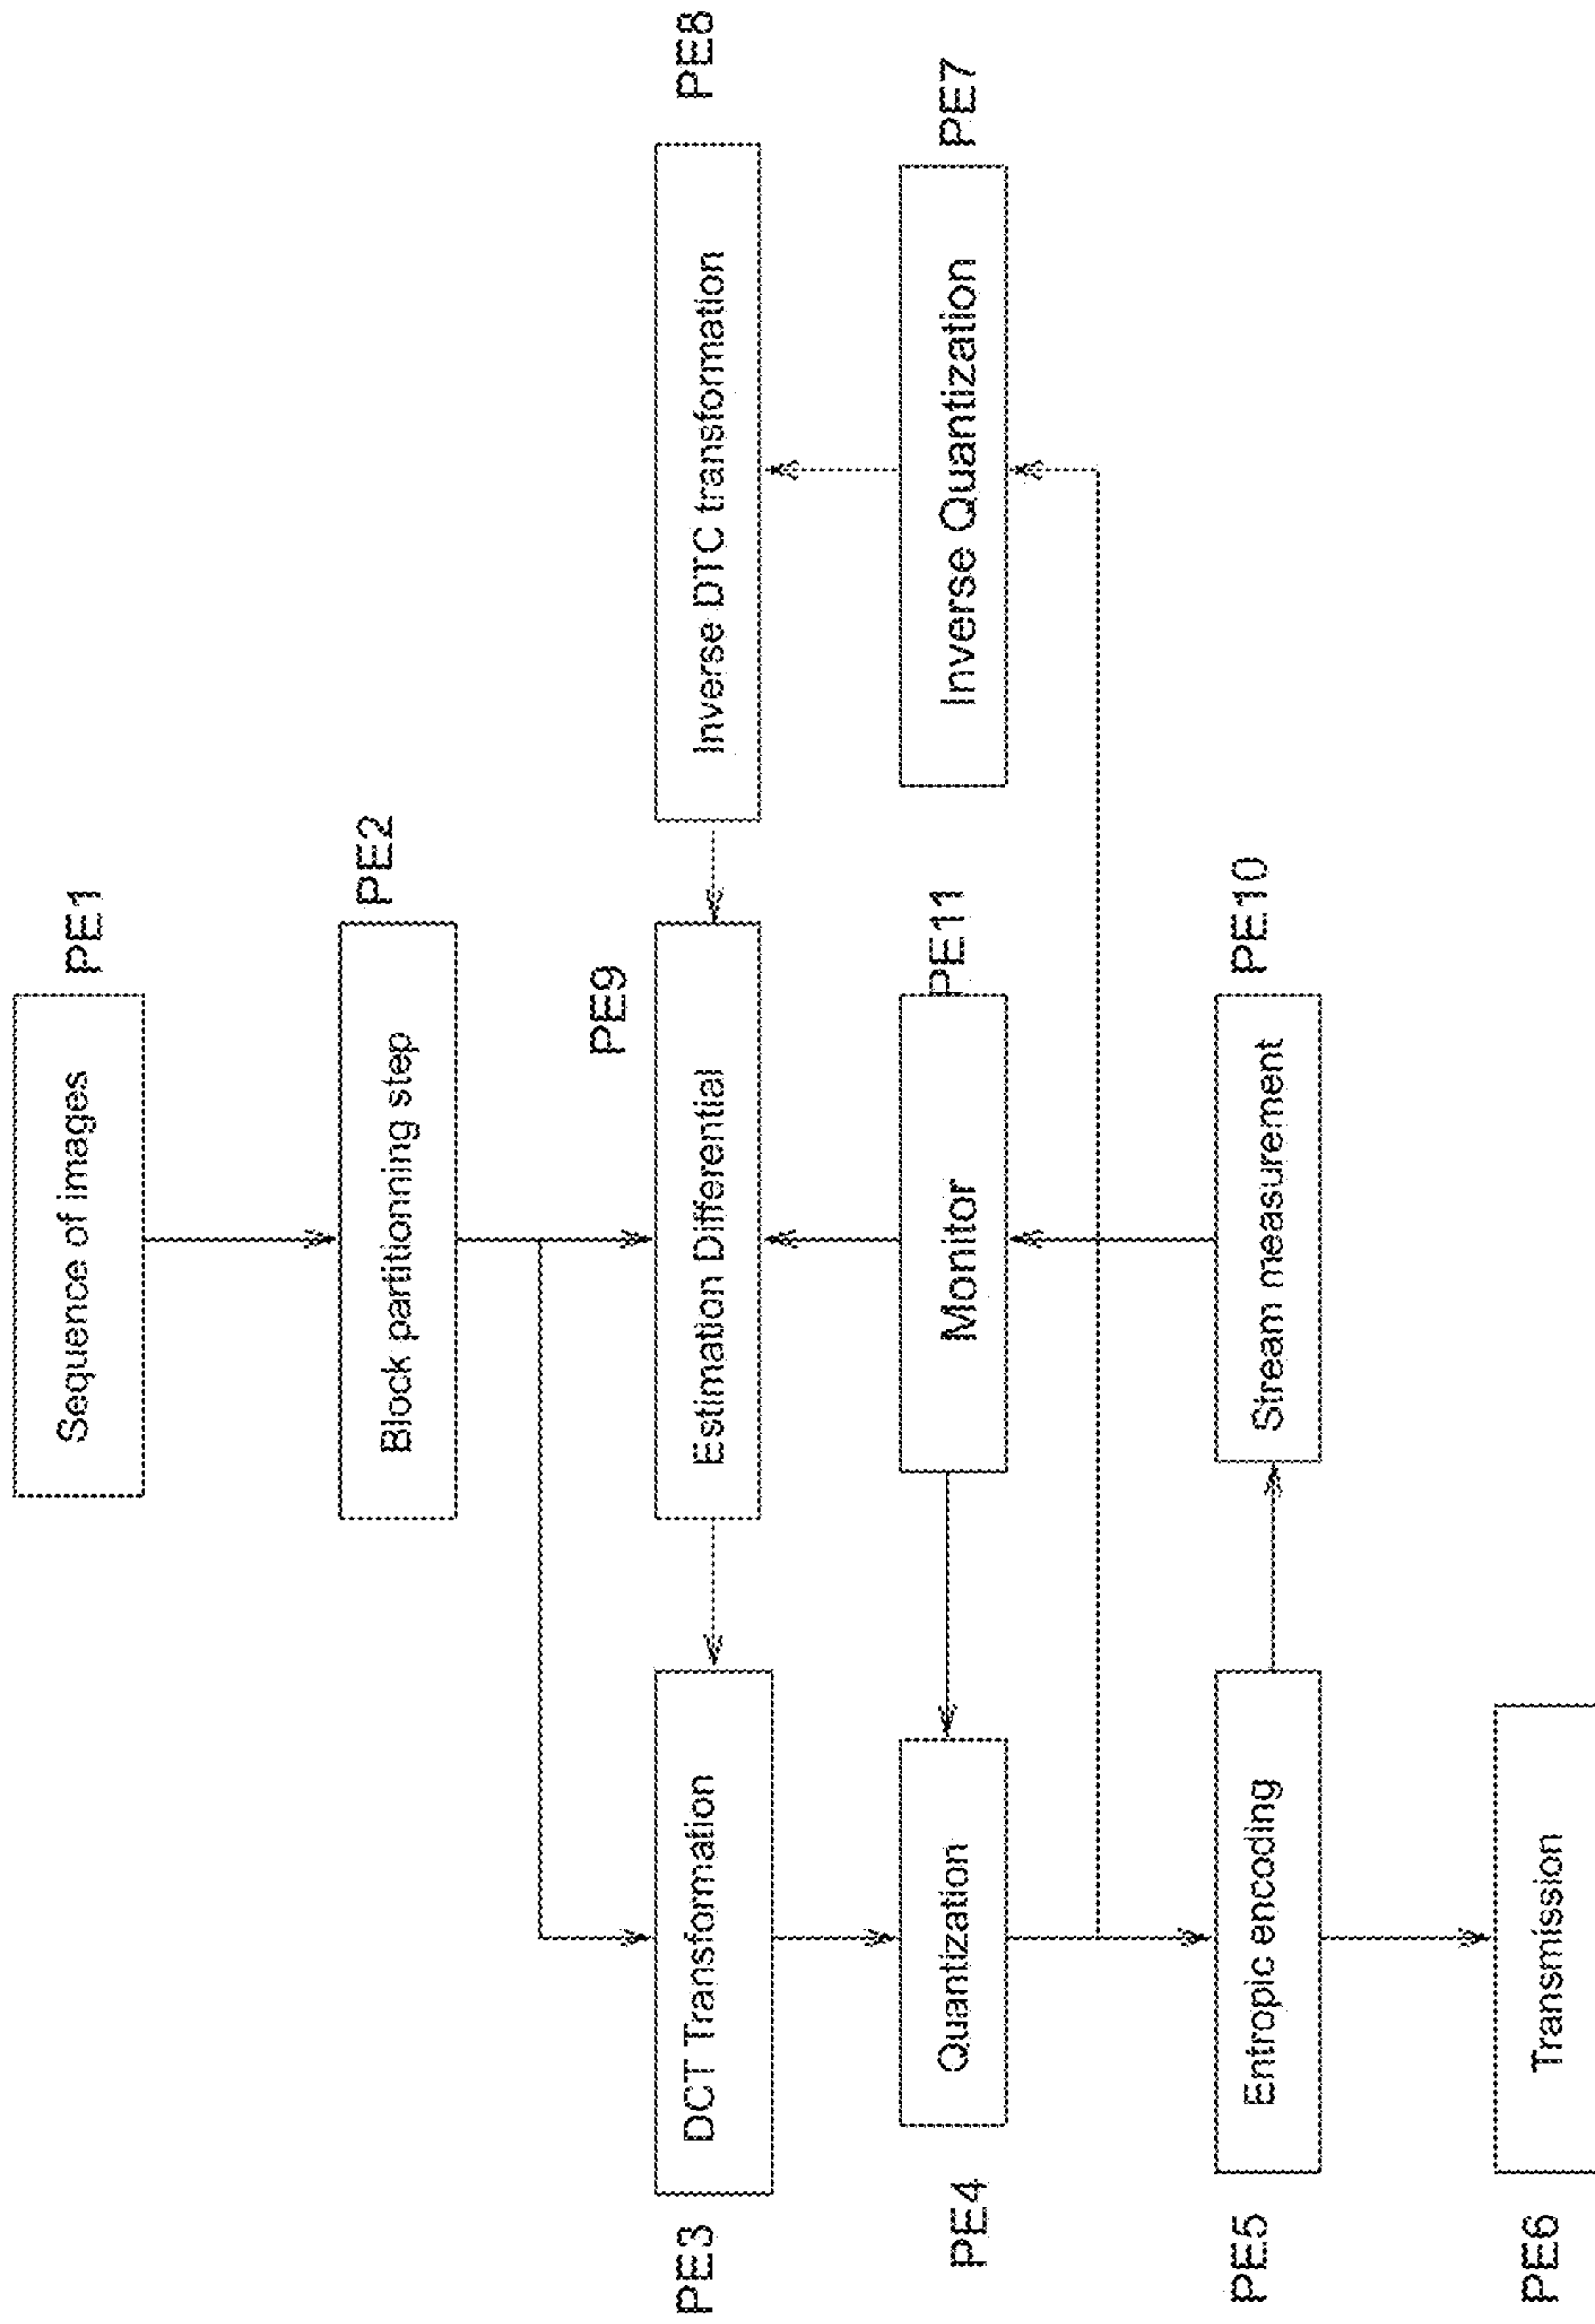 Sequence of images
PE1
Block partitionning step
PE2
PE3
DCT Transformation
Estimation Differential
PE9
Inverse DTC transformation
PE8
PE4
Quantization
Monitor
PE11
Inverse Quantization
PE7
PE5
Entropic encoding
Stream measurement
PE10
PE6
Transmission